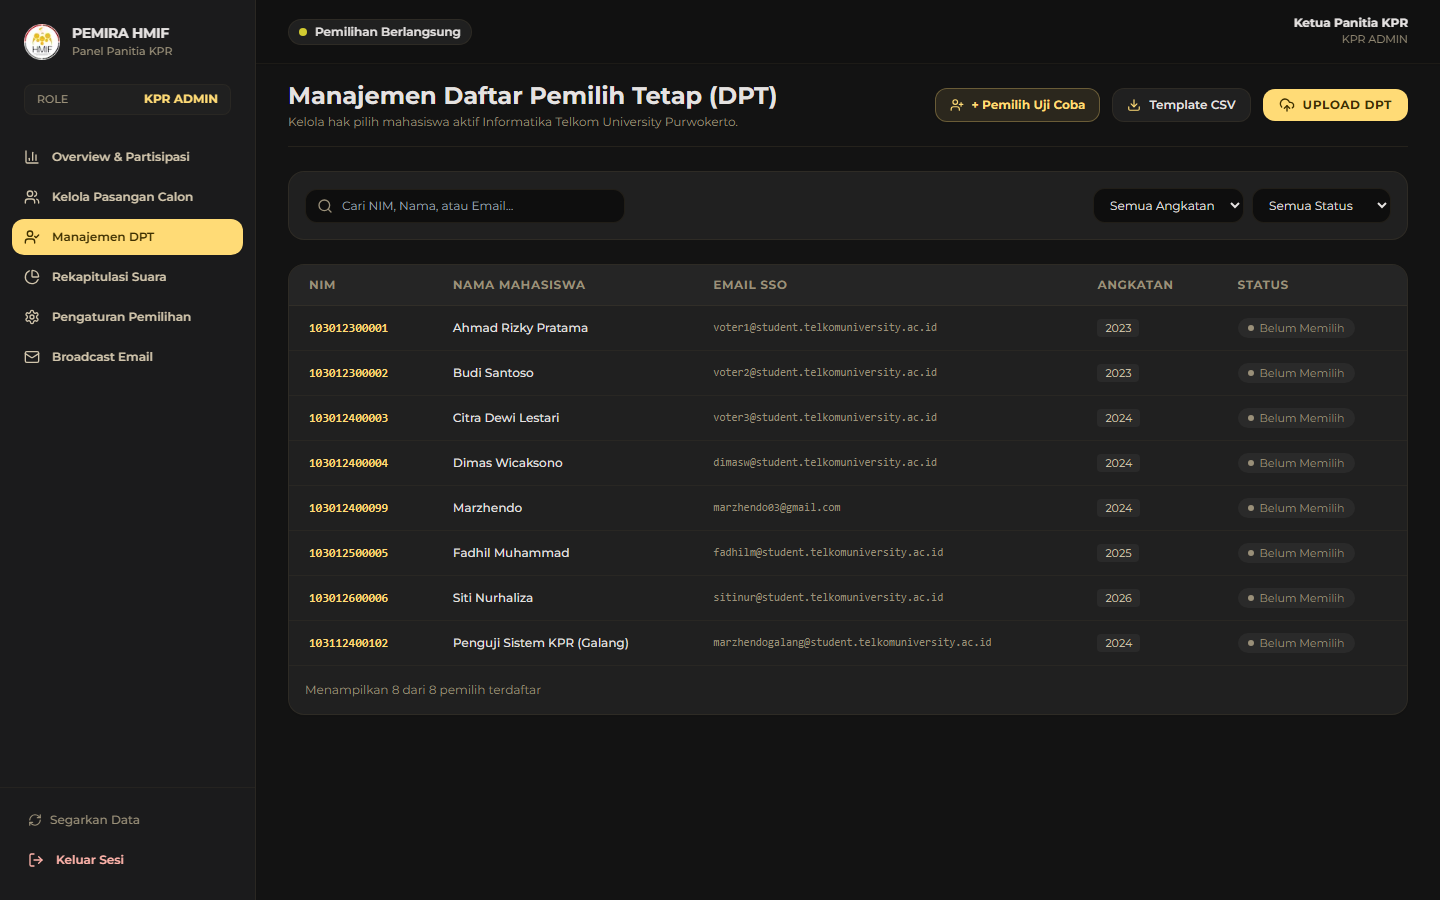 PEMIRA HMIF
Panel Panitia KPR
HMIF
ROLE KPR ADMIN
Overview & Partisipasi
Kelola Pasangan Calon
Manajemen DPT
Rekapitulasi Suara
Pengaturan Pemilihan
Broadcast Email
Segarkan Data
Keluar Sesi
Pemilihan Berlangsung
Ketua Panitia KPR
KPR ADMIN
Manajemen Daftar Pemilih Tetap (DPT)
Kelola hak pilih mahasiswa aktif Informatika Telkom University Purwokerto.
+ Pemilih Uji Coba Template CSV UPLOAD DPT
Cari NIM, Nama, atau Email... Semua Angkatan Semua Status
NIM NAMA MAHASISWA EMAIL SSO ANGKATAN STATUS
103012300001 Ahmad Rizky Pratama voter1@student.telkomuniversity.ac.id 2023 Belum Memilih
103012300002 Budi Santoso voter2@student.telkomuniversity.ac.id 2023 Belum Memilih
103012400003 Citra Dewi Lestari voter3@student.telkomuniversity.ac.id 2024 Belum Memilih
103012400004 Dimas Wicaksono dimasw@student.telkomuniversity.ac.id 2024 Belum Memilih
103012400099 Marzhendo marzhendo03@gmail.com 2024 Belum Memilih
103012500005 Fadhil Muhammad fadhilm@student.telkomuniversity.ac.id 2025 Belum Memilih
103012600006 Siti Nurhaliza sitinur@student.telkomuniversity.ac.id 2026 Belum Memilih
103112400102 Penguji Sistem KPR (Galang) marzhendogalang@student.telkomuniversity.ac.id 2024 Belum Memilih
Menampilkan 8 dari 8 pemilih terdaftar